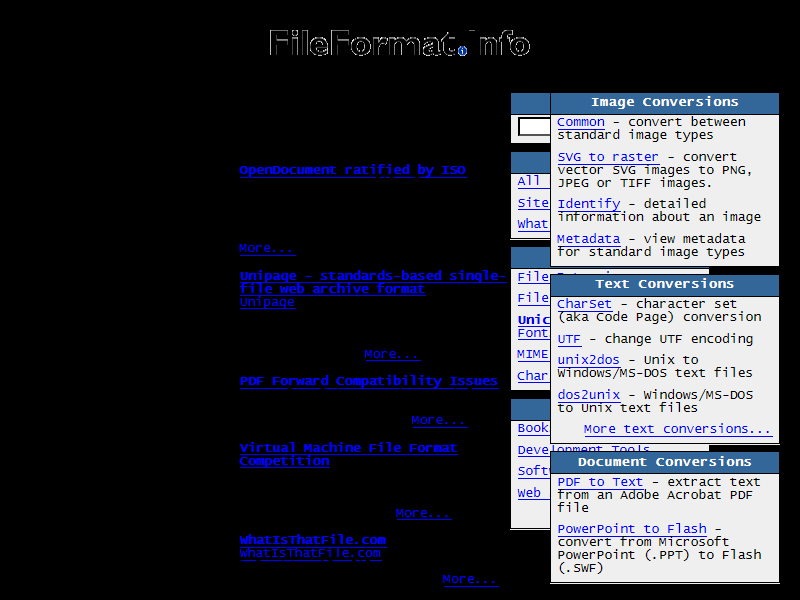 FileFormat.Info
OpenDocument ratified by ISO
More...
Unipage - standards-based single-
file web archive format
Unipage
More...
PDF Forward Compatibility Issues
More...
Virtual Machine File Format
Competition
More...
WhatIsThatFile.com
WhatIsThatFile.com
More...
All
Site
What
File
File
Unic
Font
MIME
Char
Book
Development Tools
Soft
Web
Image Conversions
Common - convert between
standard image types
SVG to raster - convert
vector SVG images to PNG,
JPEG or TIFF images.
Identify - detailed
information about an image
Metadata - view metadata
for standard image types
Text Conversions
CharSet - character set
(aka Code Page) conversion
UTF - change UTF encoding
unix2dos - Unix to
Windows/MS-DOS text files
dos2unix - Windows/MS-DOS
to Unix text files
More text conversions...
Document Conversions
PDF to Text - extract text
from an Adobe Acrobat PDF
file
PowerPoint to Flash -
convert from Microsoft
PowerPoint (.PPT) to Flash
(.SWF)